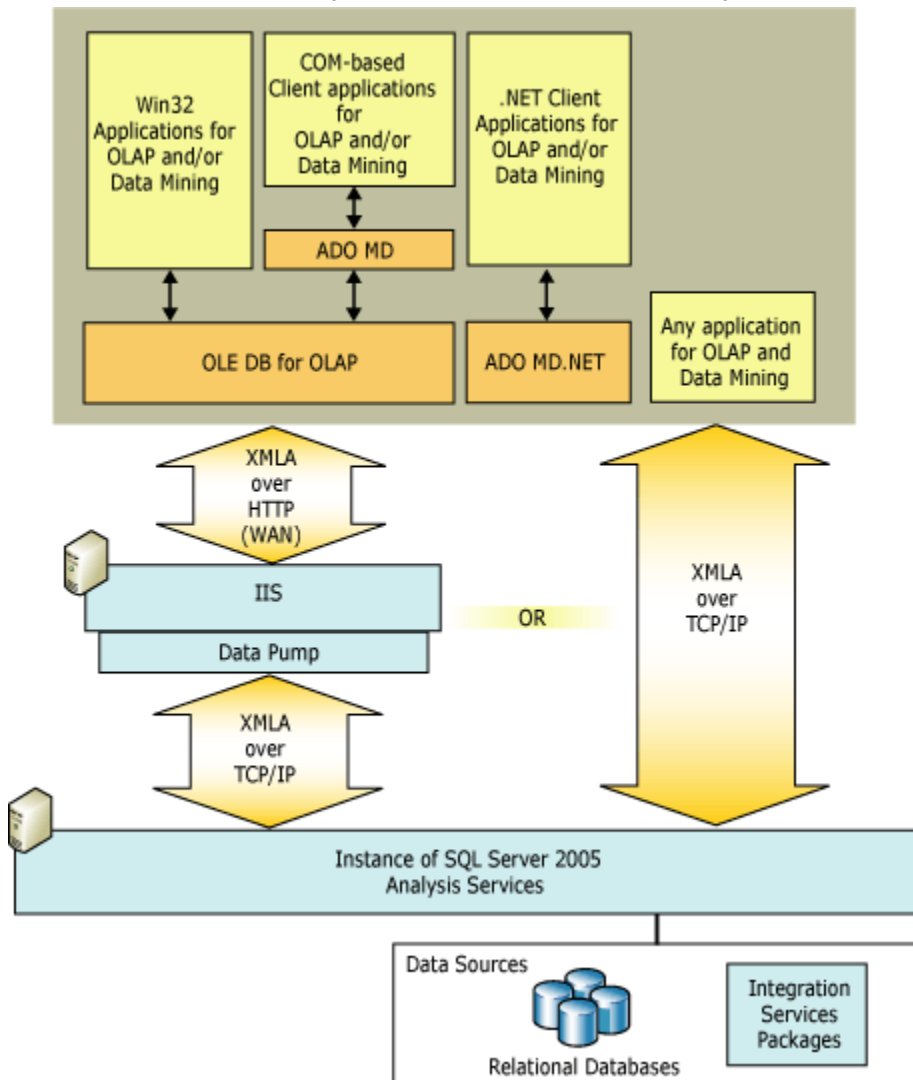 Win32
Applications for
OLAP and/or
Data Mining
COM-based
Client applications
for
OLAP and/or
Data Mining
.NET Client
Applications for
OLAP and/or
Data Mining
ADO MD
OLE DB for OLAP
ADO MD.NET
Any application
for OLAP and
Data Mining
XMLA
over
HTTP
(WAN)
IIS
Data Pump
OR
XMLA
over
TCP/IP
XMLA
over
TCP/IP
Instance of SQL Server 2005
Analysis Services
Data Sources
Relational Databases
Integration
Services
Packages